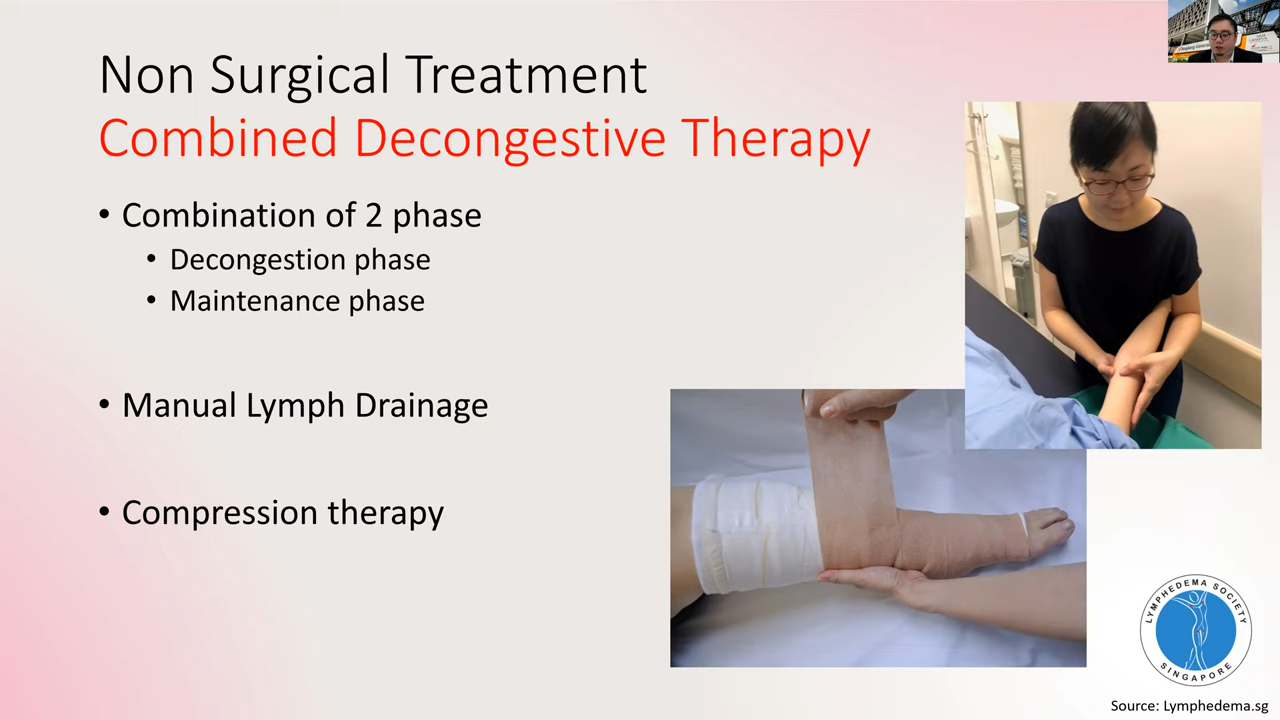 Non Surgical Treatment
Combined Decongestive Therapy
• Combination of 2 phase
• Decongestion phase
• Maintenance phase
• Manual Lymph Drainage
• Compression therapy
LYMPHEDEMA SOCIETY
SINGAPORE
Source: Lymphedema.sg